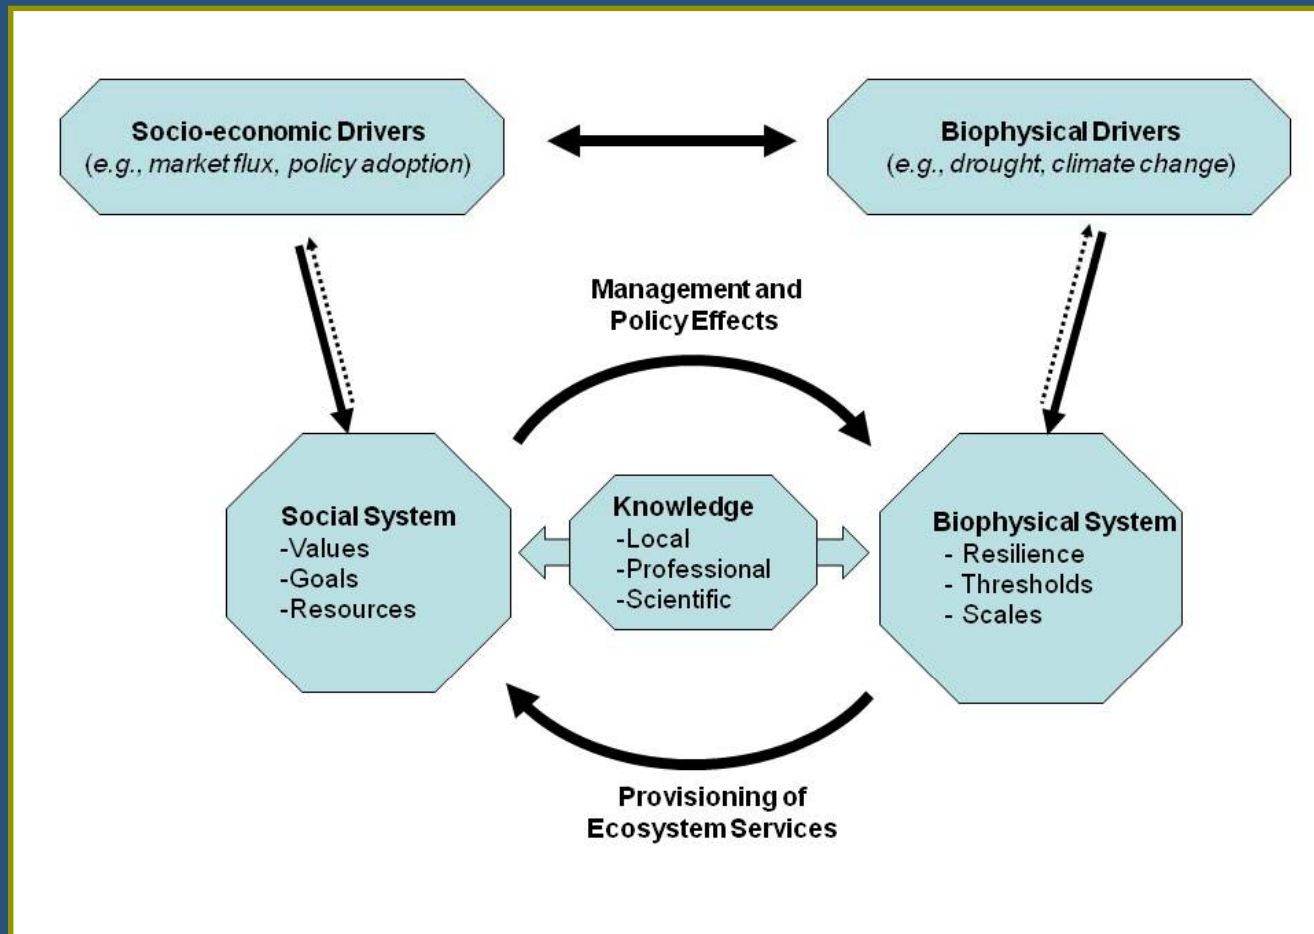 Socio-economic Drivers
(e.g., market flux, policy adoption)
Biophysical Drivers
(e.g., drought, climate change)
Management and
Policy Effects
Social System
-Values
-Goals
-Resources
Knowledge
-Local
-Professional
-Scientific
Biophysical System
- Resilience
- Thresholds
- Scales
Provisioning of
Ecosystem Services